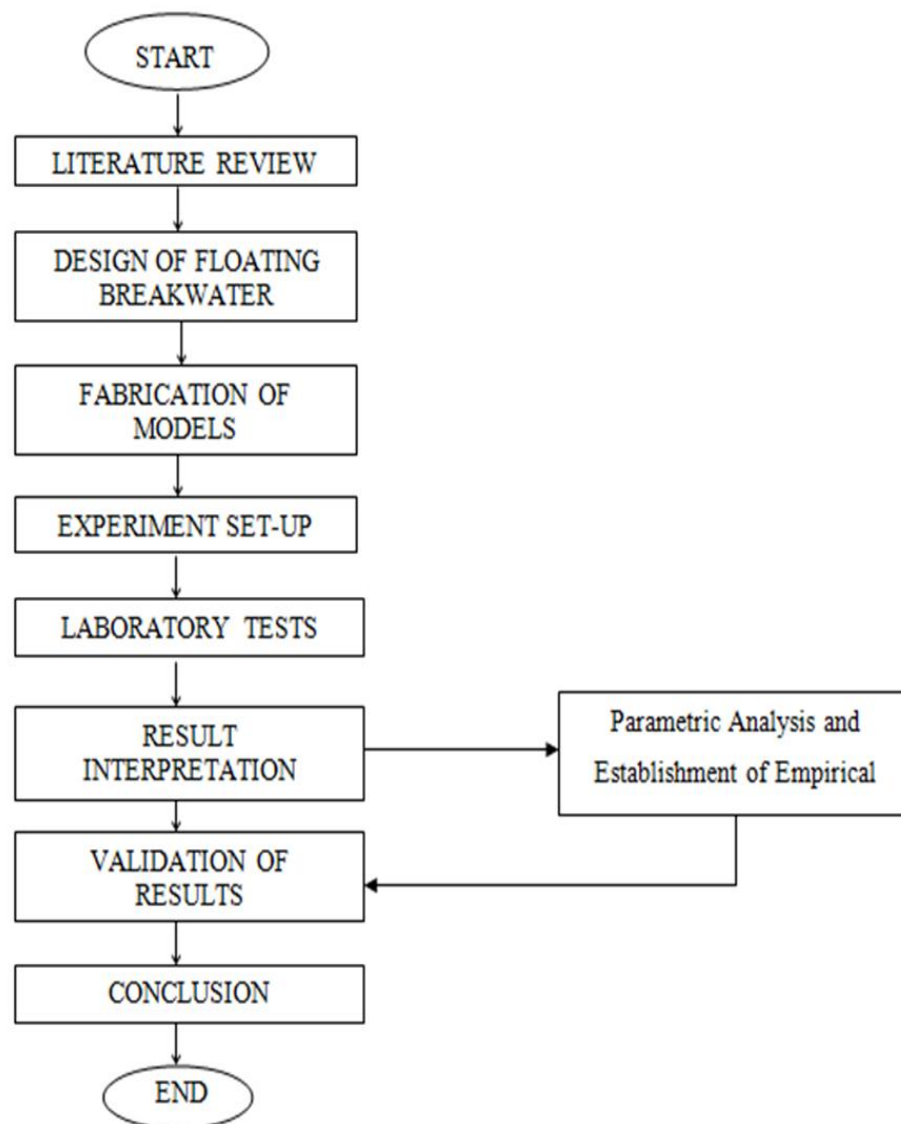 START
LITERATURE REVIEW
DESIGN OF FLOATING
BREAKWATER
FABRICATION OF
MODELS
EXPERIMENT SET-UP
LABORATORY TESTS
RESULT
INTERPRETATION
Parametric Analysis and
Establishment of Empirical
VALIDATION OF
RESULTS
CONCLUSION
END